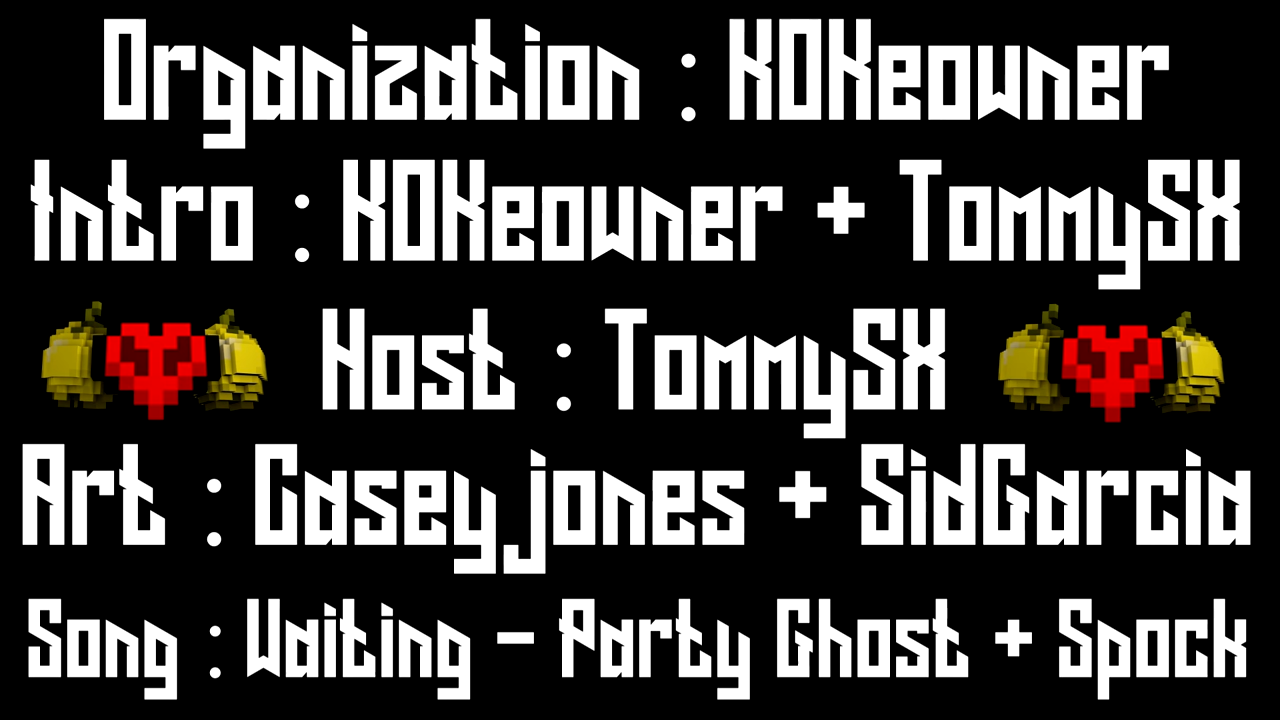 Organization : KOKeowner
Intro : KOKeowner + TommySX
Host : TommySX
Art : Caseyjones + SidGarcia
Song : Waiting - Party Ghost + Spock